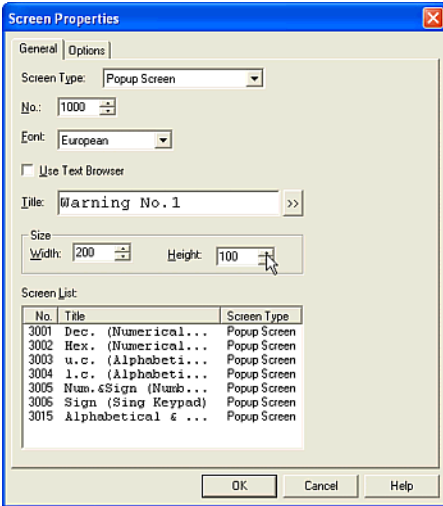 Screen Properties
General Options
Screen Type: Popup Screen
No.: 1000
Font: European
Use Text Browser
Title: Warning No.1 >>
Size
Width: 200 Height: 100
Screen List:
No. Title Screen Type
3001 Dec. (Numerical... Popup Screen
3002 Hex. (Numerical... Popup Screen
3003 u.c. (Alphabeti... Popup Screen
3004 l.c. (Alphabeti... Popup Screen
3005 Num.&Sign (Numb... Popup Screen
3006 Sign (Sing Keypad) Popup Screen
3015 Alphabetical & ... Popup Screen
OK Cancel Help